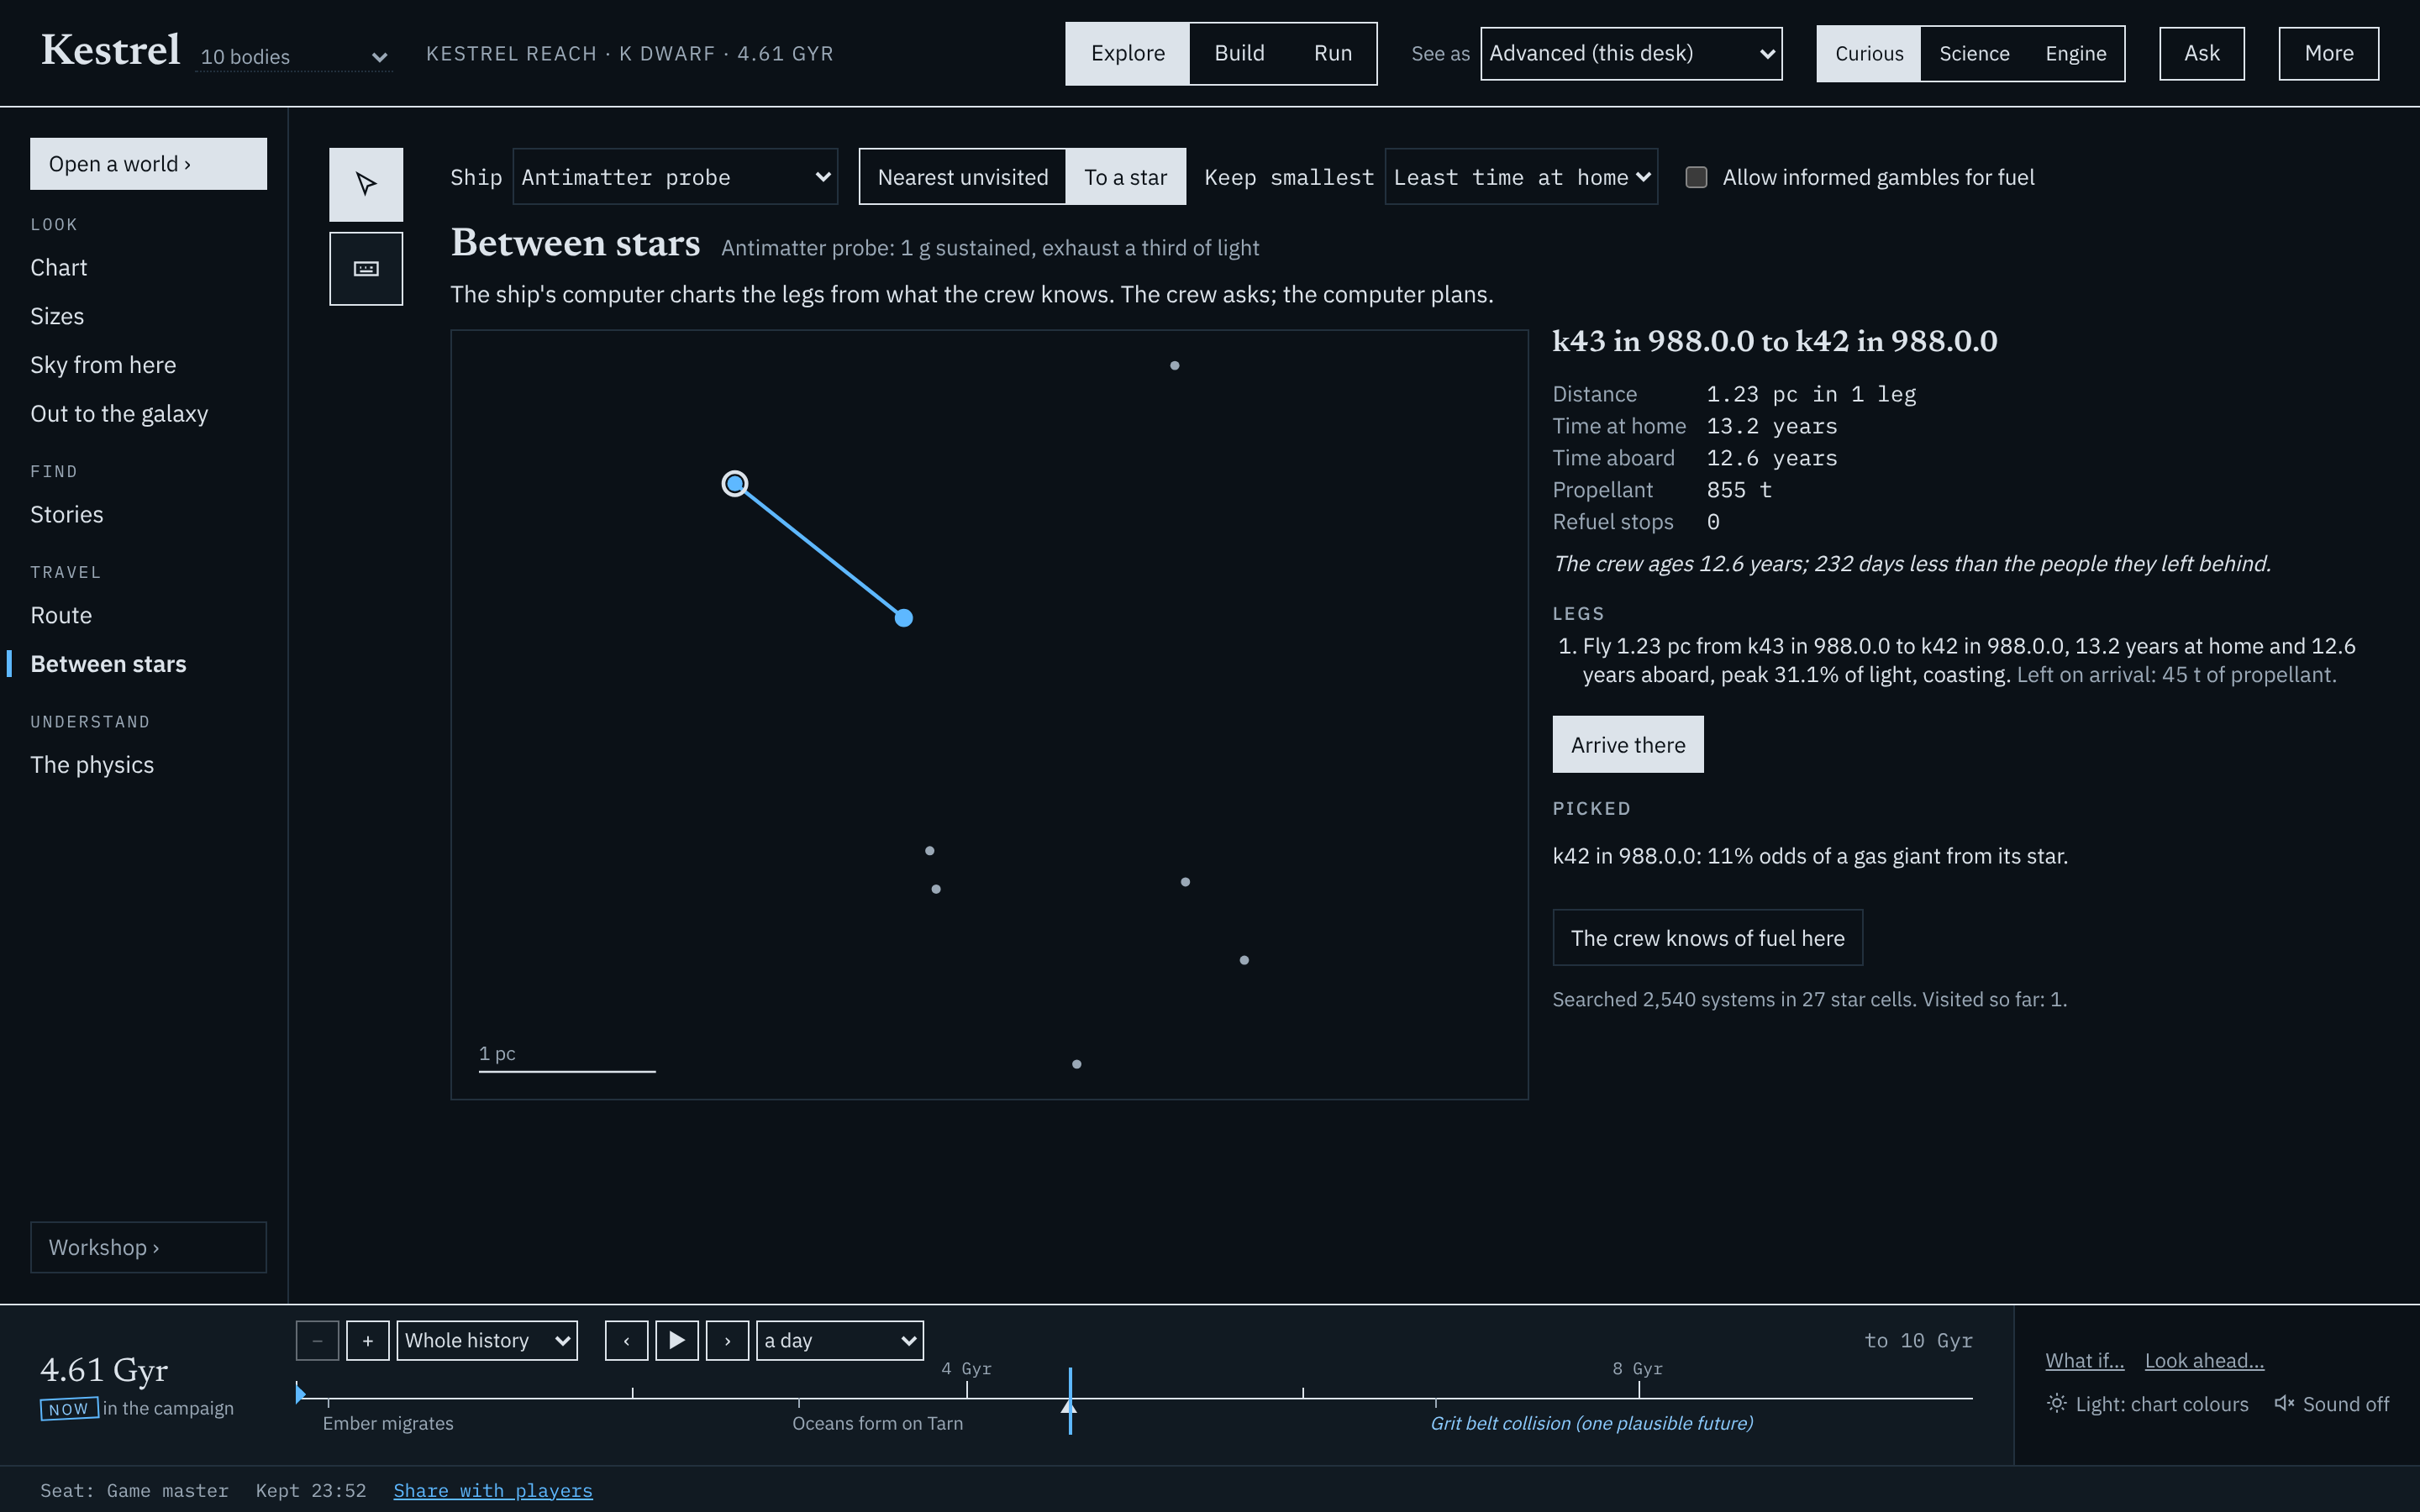 Kestrel
10 bodies
KESTREL REACH · K DWARF · 4.61 GYR
Explore Build Run
See as Advanced (this desk)
Curious Science Engine
Ask
More
Open a world ›
LOOK
Chart
Sizes
Sky from here
Out to the galaxy
FIND
Stories
TRAVEL
Route
Between stars
UNDERSTAND
The physics
Workshop ›
Ship Antimatter probe
Nearest unvisited To a star
Keep smallest Least time at home
Allow informed gambles for fuel
Between stars Antimatter probe: 1 g sustained, exhaust a third of light
The ship's computer charts the legs from what the crew knows. The crew asks; the computer plans.
1 pc
k43 in 988.0.0 to k42 in 988.0.0
Distance 1.23 pc in 1 leg
Time at home 13.2 years
Time aboard 12.6 years
Propellant 855 t
Refuel stops 0
The crew ages 12.6 years; 232 days less than the people they left behind.
LEGS
1. Fly 1.23 pc from k43 in 988.0.0 to k42 in 988.0.0, 13.2 years at home and 12.6
years aboard, peak 31.1% of light, coasting. Left on arrival: 45 t of propellant.
Arrive there
PICKED
k42 in 988.0.0: 11% odds of a gas giant from its star.
The crew knows of fuel here
Searched 2,540 systems in 27 star cells. Visited so far: 1.
4.61 Gyr
NOW in the campaign
− + Whole history ‹ › a day
to 10 Gyr
4 Gyr
8 Gyr
Ember migrates
Oceans form on Tarn
Grit belt collision (one plausible future)
What if… Look ahead…
Light: chart colours Sound off
Seat: Game master Kept 23:52 Share with players